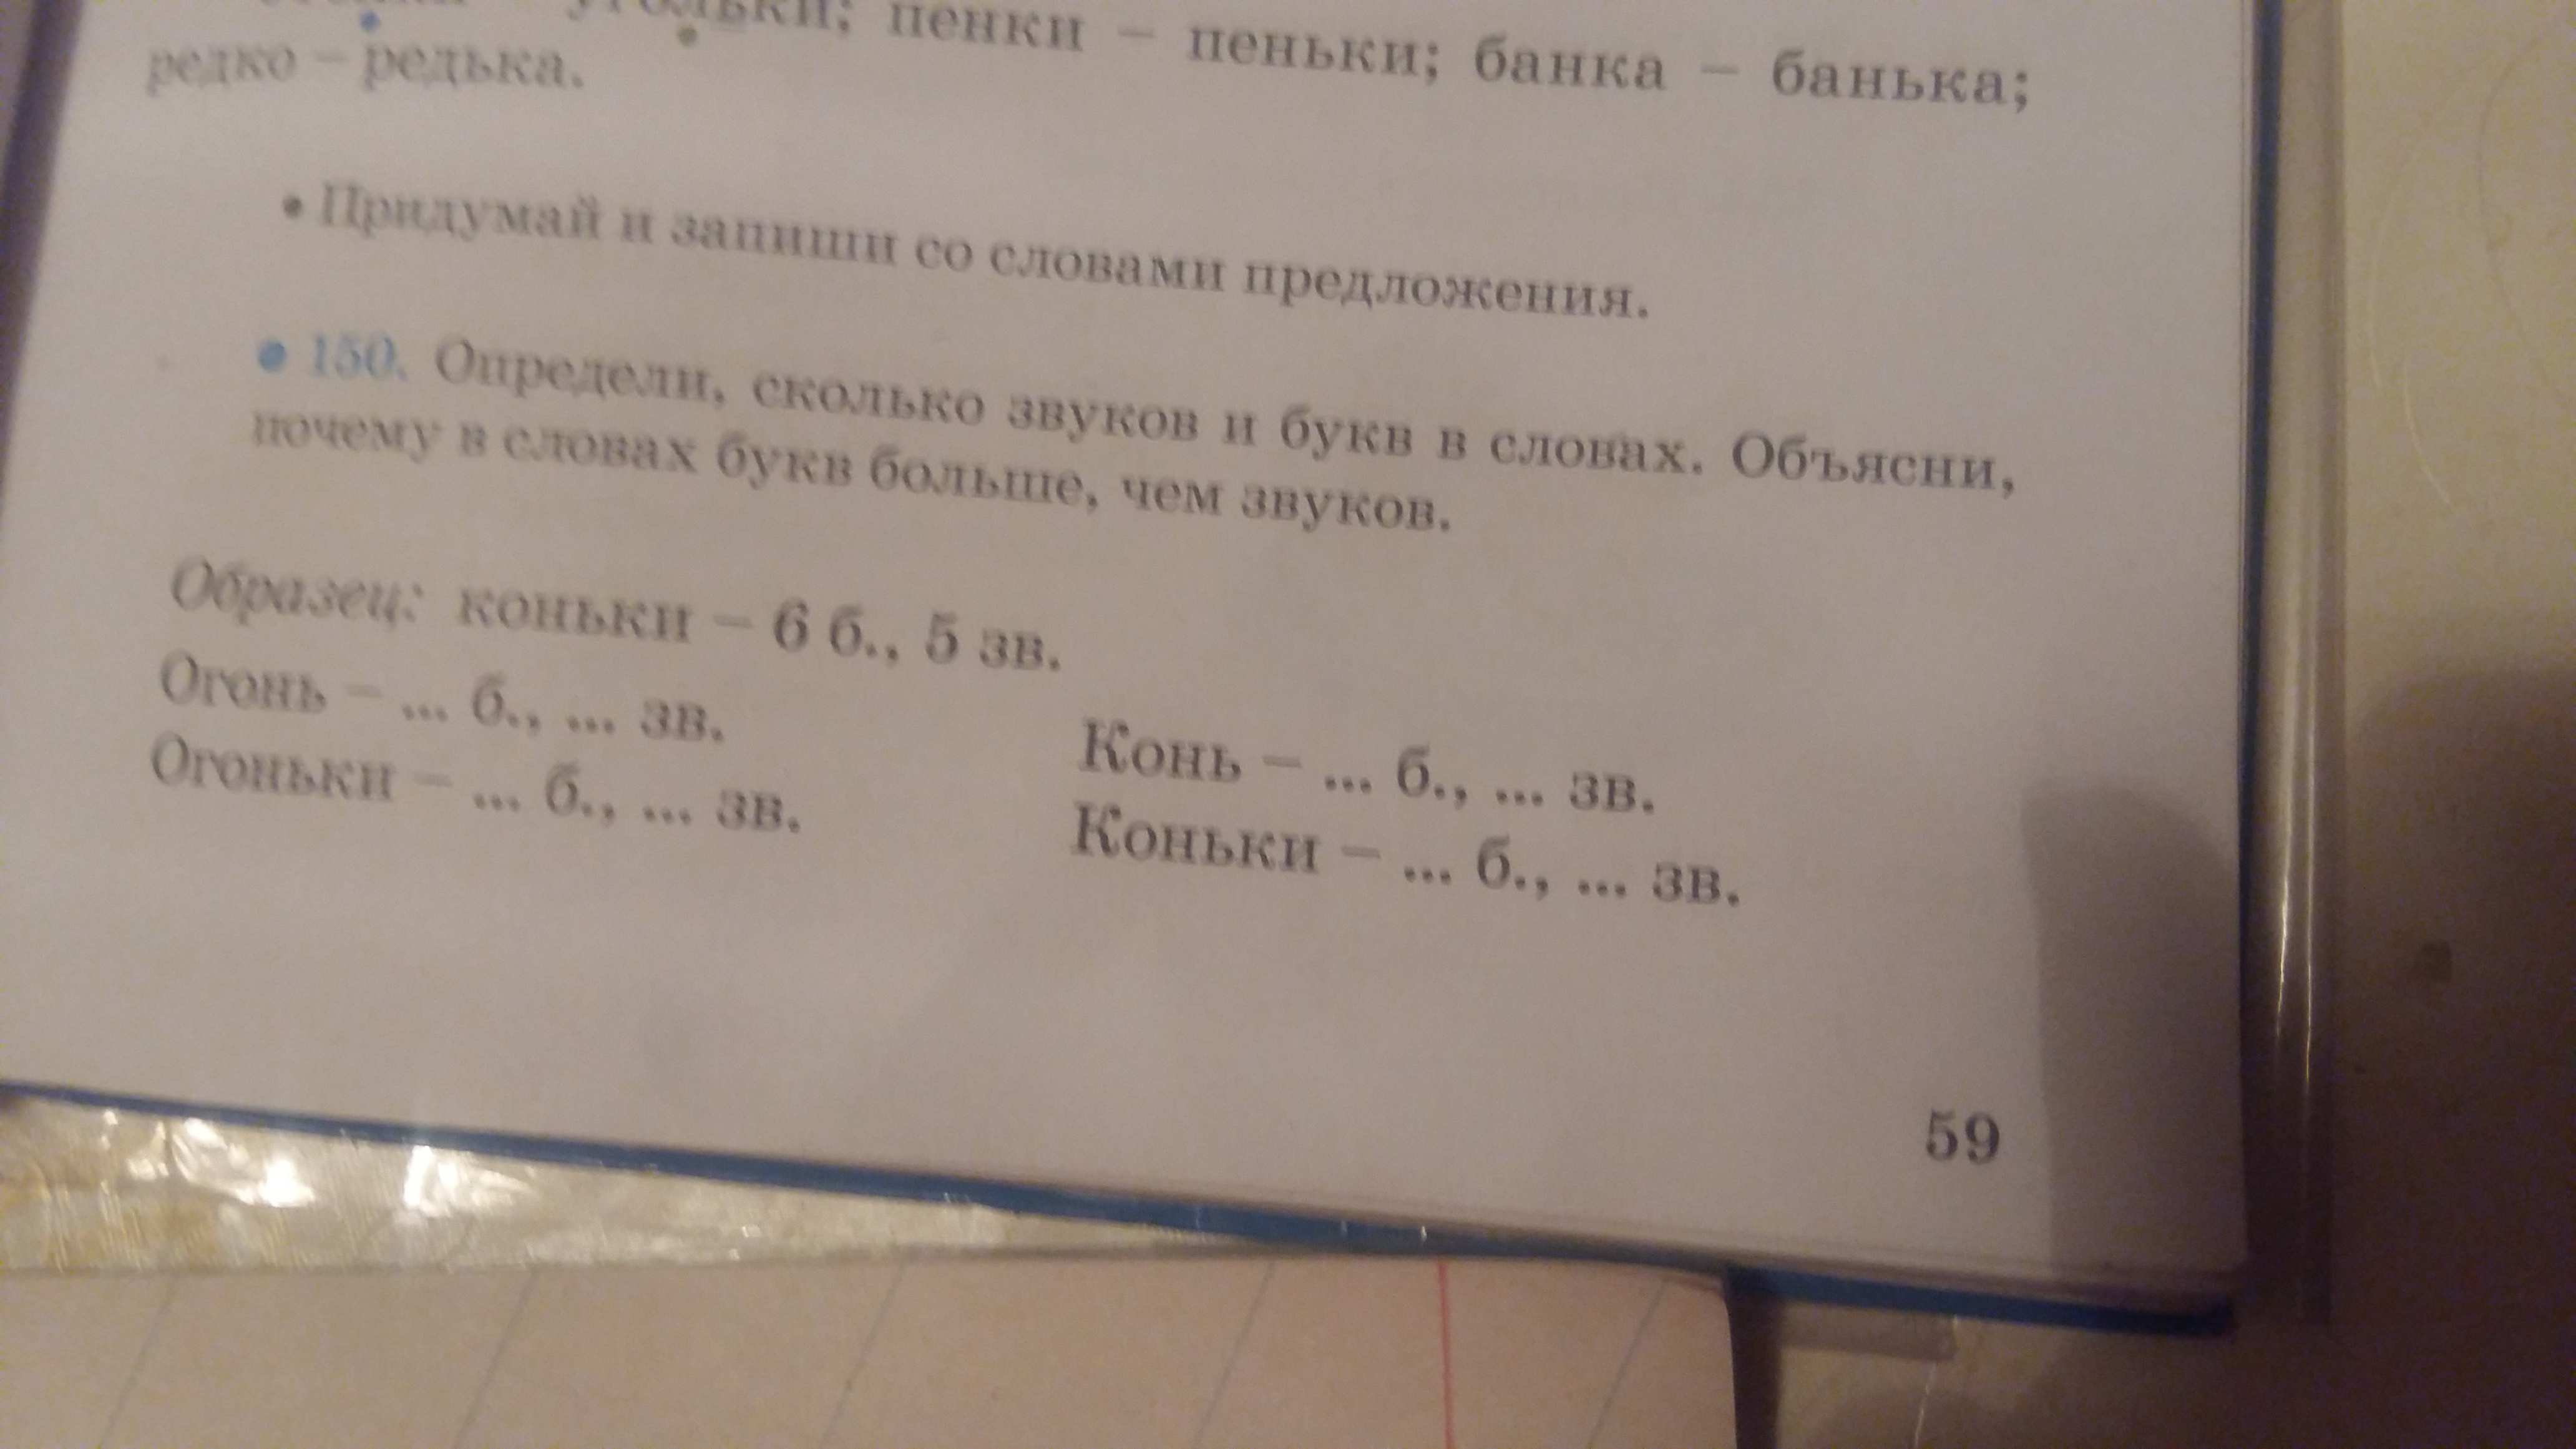 угольки; пенки – пеньки; банка – банька;
редко – редька.
• Придумай и запиши со словами предложения.
• 150. Определи, сколько звуков и букв в словах. Объясни,
почему в словах букв больше, чем звуков.
Образец: коньки – 6 б., 5 зв.
Огонь – ... б., ... зв.
Конь – ... б., ... зв.
Огоньки – ... б., ... зв.
Коньки – ... б., ... зв.
59